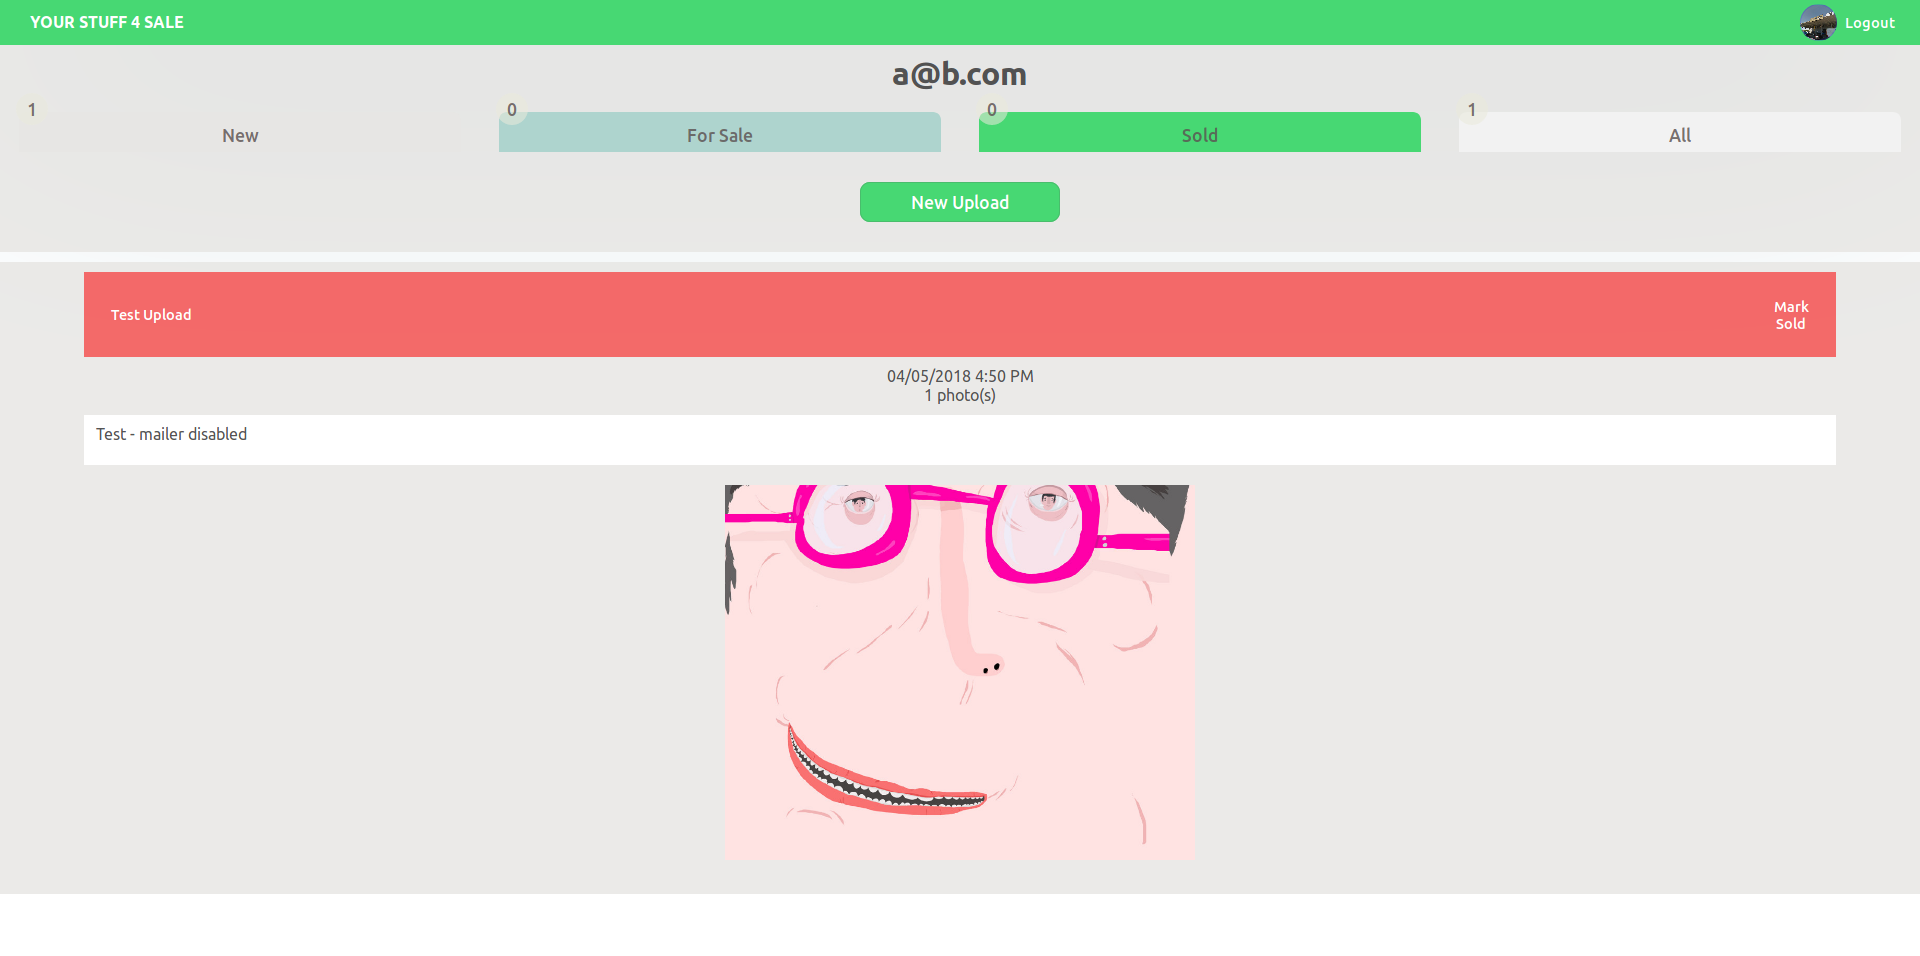 YOUR STUFF 4 SALE
Logout
a@b.com
1
New
0
For Sale
0
Sold
1
All
New Upload
Test Upload
Mark
Sold
04/05/2018 4:50 PM
1 photo(s)
Test - mailer disabled